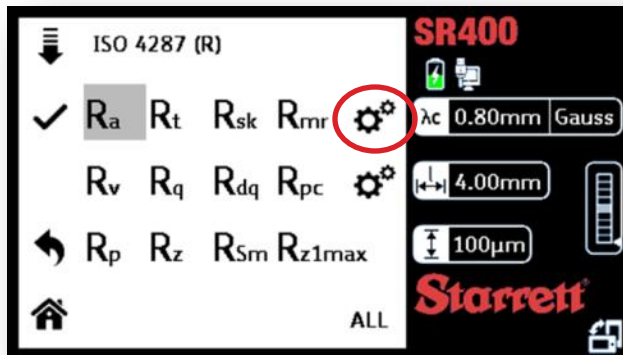 ISO 4287 (R)
Ra Rt Rsk Rmr
Rv Rq Rdq Rpc
Rp Rz RSm Rz1max
ALL
SR400
λc 0.80mm Gauss
4.00mm
100µm
Starrett